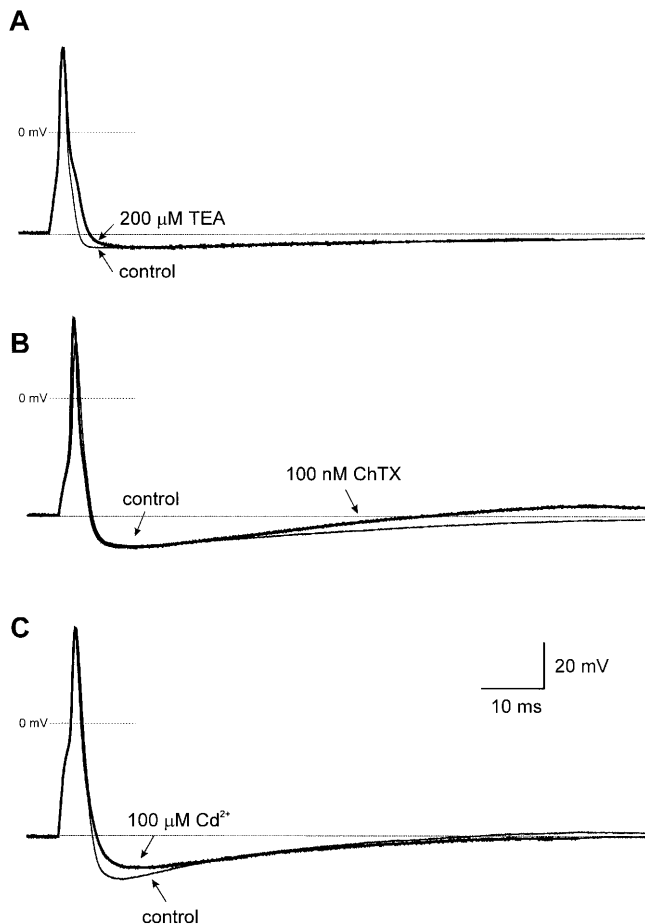 A
0 mV
200 μM TEA
control
B
0 mV
100 nM ChTX
control
C
20 mV
10 ms
0 mV
100 μM Cd²⁺
control